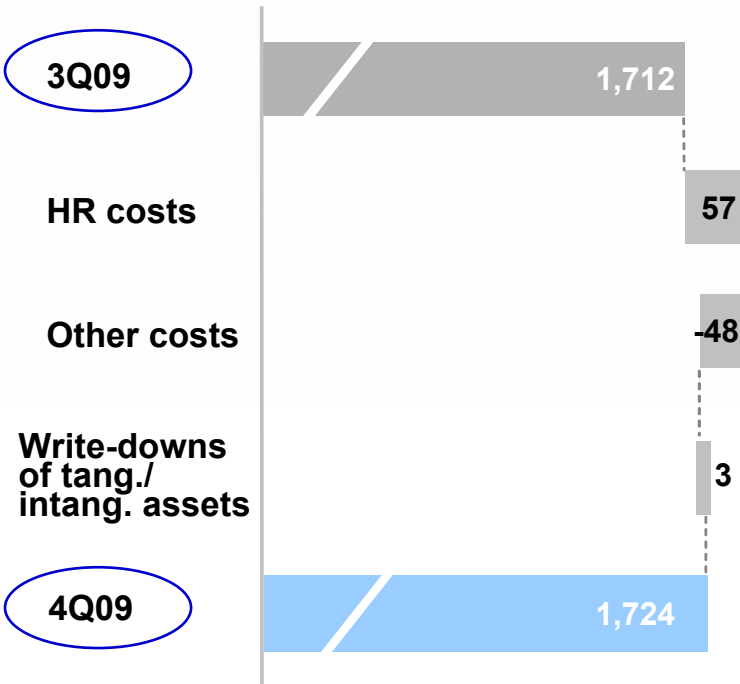 3Q09
1,712
HR costs
57
Other costs
-48
Write-downs
of tang./
intang. assets
3
4Q09
1,724